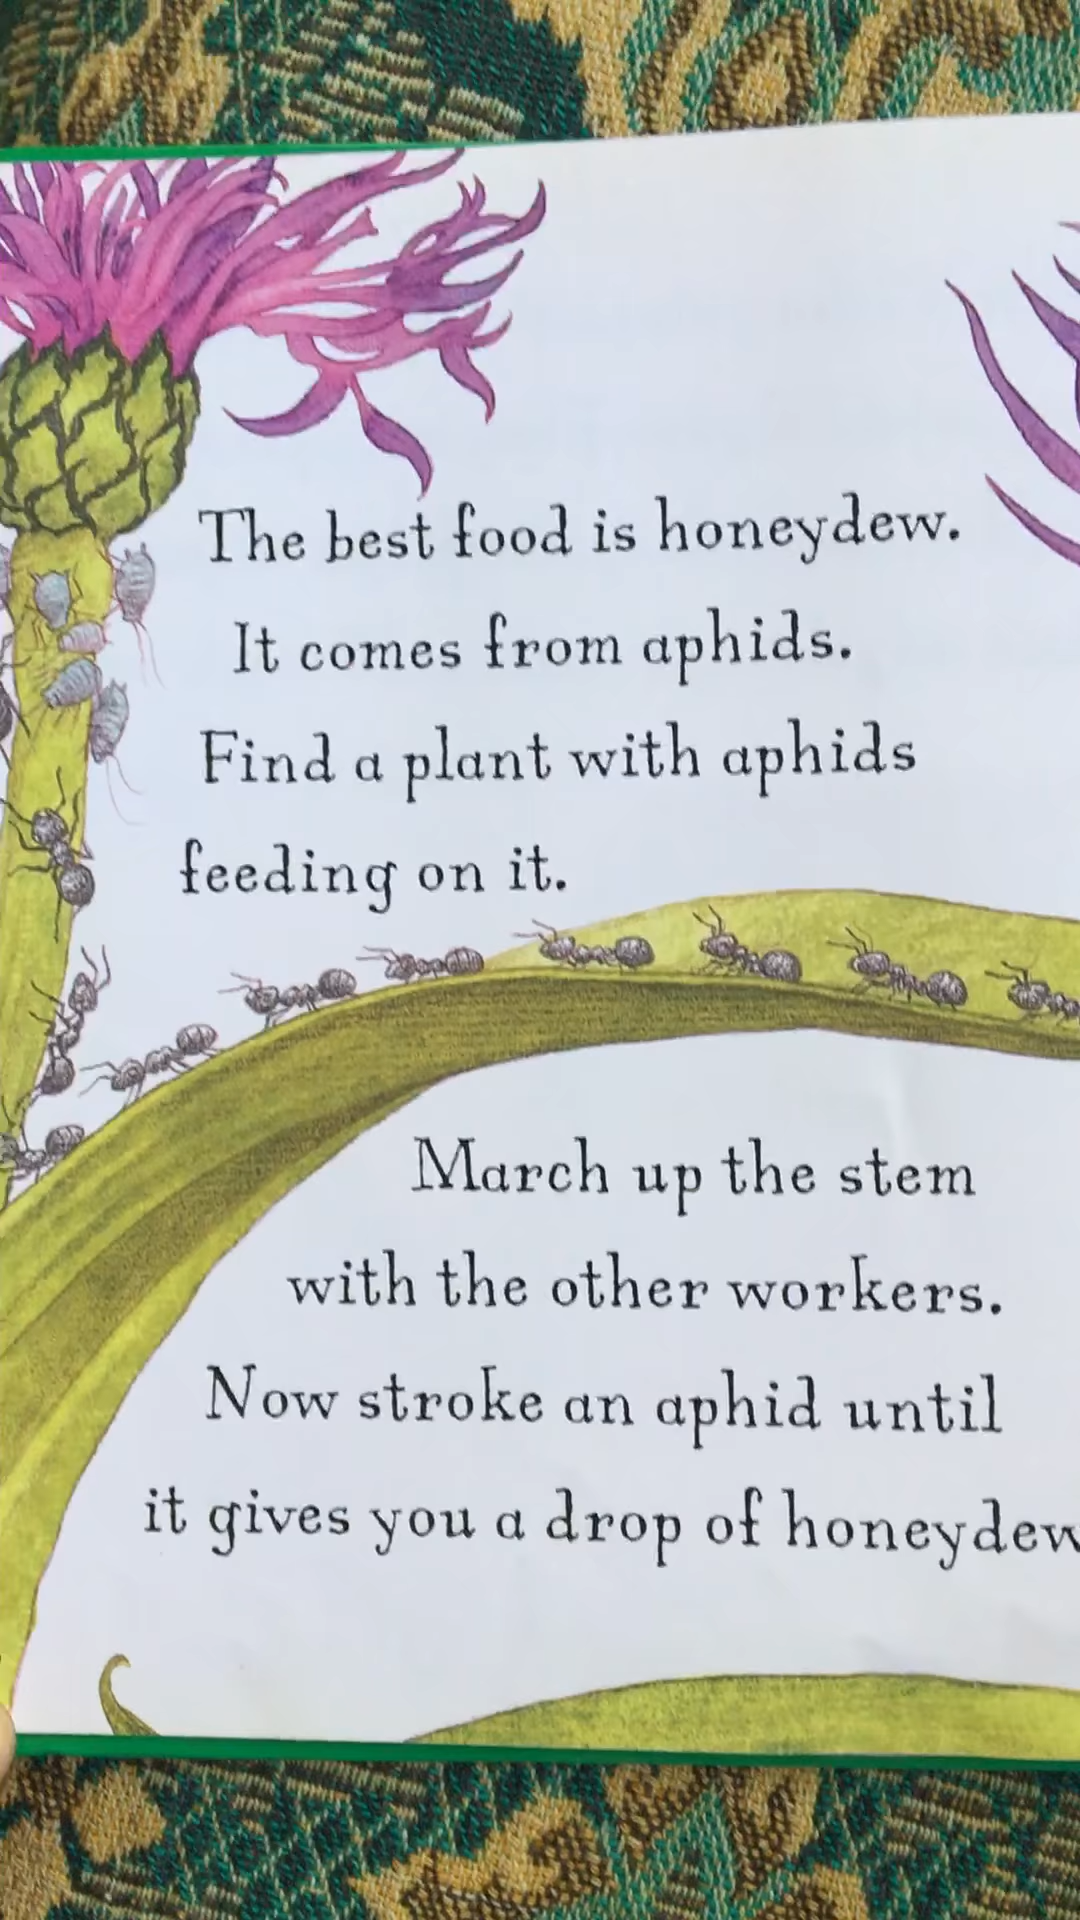 The best food is honeydew.
It comes from aphids.
Find a plant with aphids
feeding on it.
March up the stem
with the other workers.
Now stroke an aphid until
it gives you a drop of honeydew